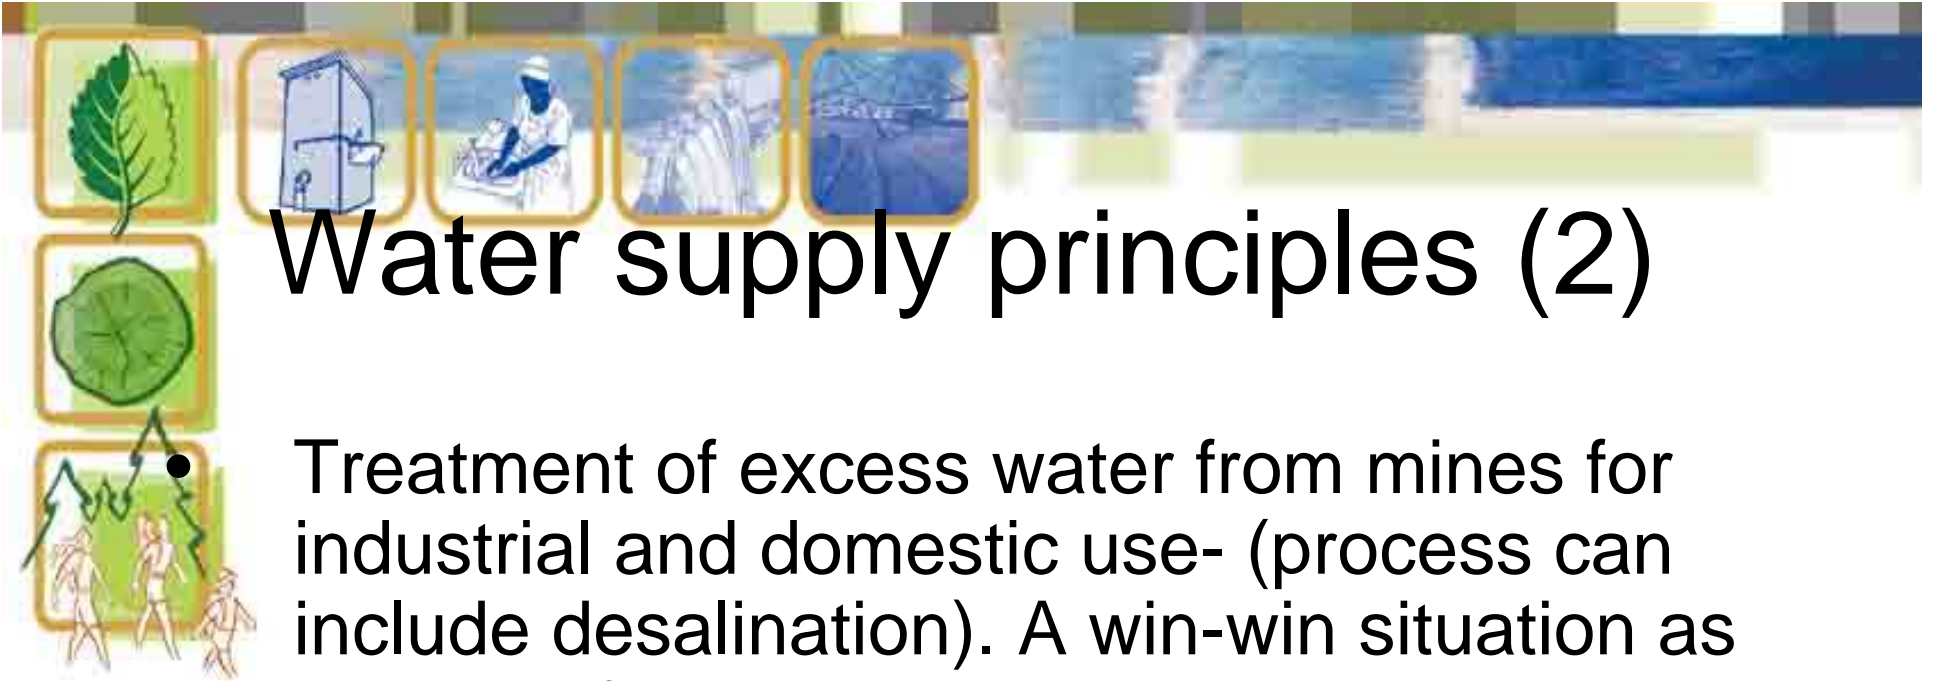 Water supply principles (2)
• Treatment of excess water from mines for
industrial and domestic use- (process can
include desalination). A win-win situation as